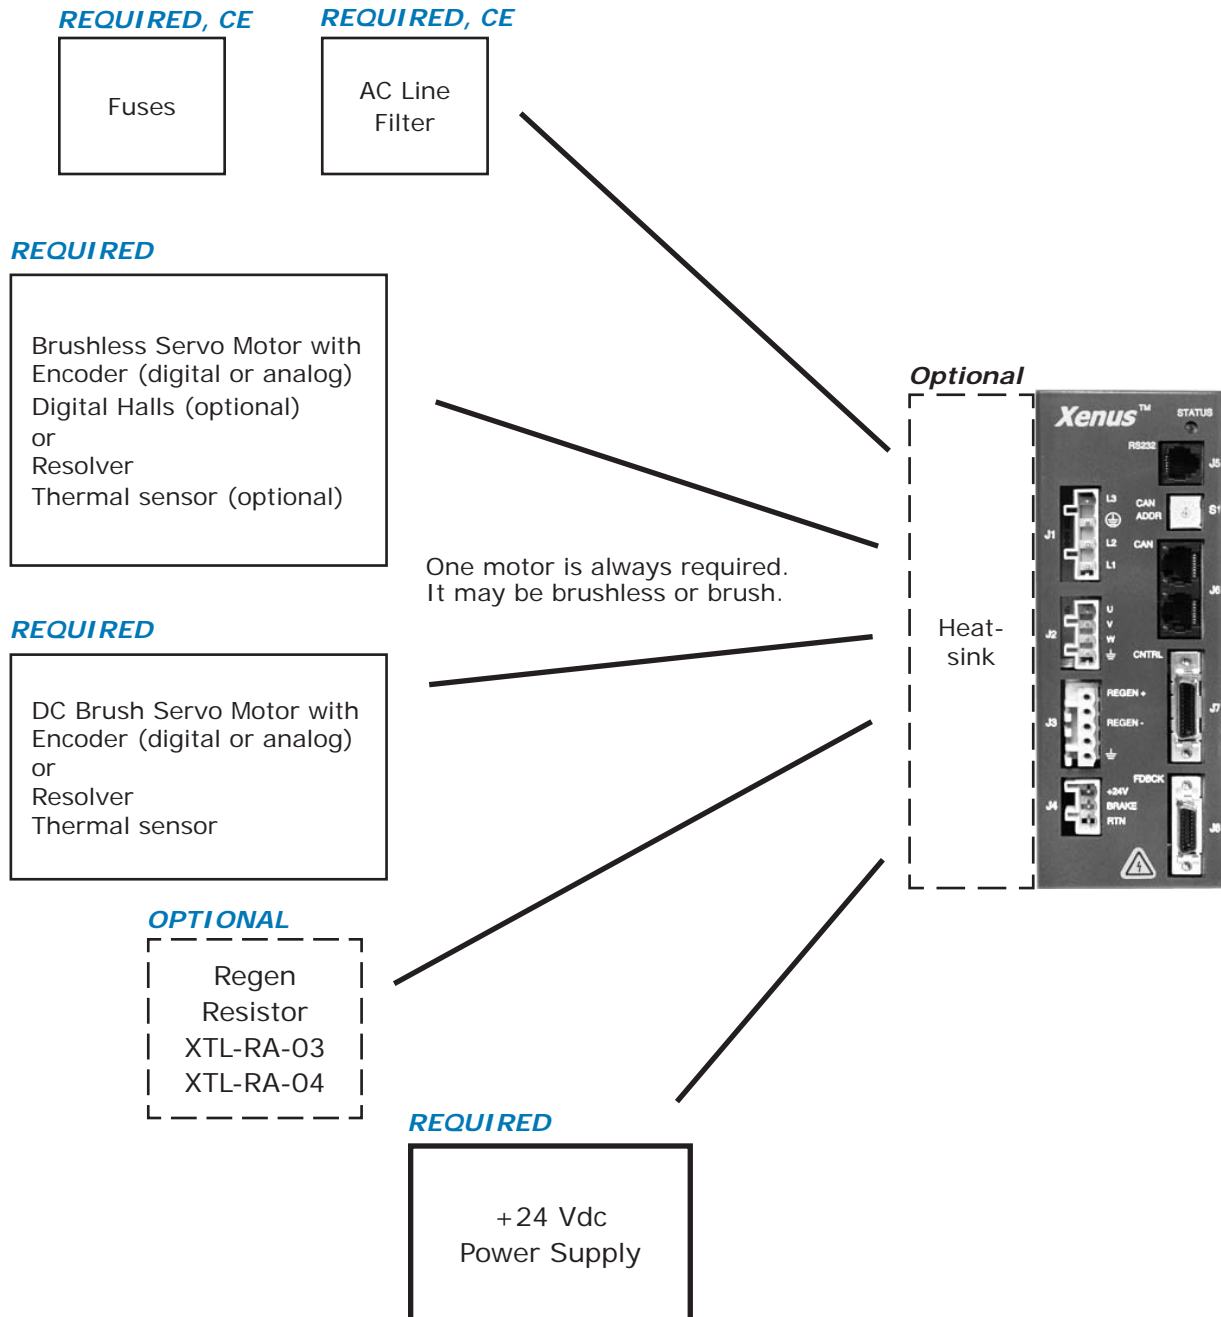 REQUIRED, CE
REQUIRED, CE
Fuses
AC Line
Filter
REQUIRED
Brushless Servo Motor with
Encoder (digital or analog)
Digital Halls (optional)
or
Resolver
Thermal sensor (optional)
One motor is always required.
It may be brushless or brush.
REQUIRED
DC Brush Servo Motor with
Encoder (digital or analog)
or
Resolver
Thermal sensor
OPTIONAL
Regen
Resistor
XTL-RA-03
XTL-RA-04
REQUIRED
+24 Vdc
Power Supply
Optional
Heat-
sink
Xenus™
STATUS
RS232
J5
L3
CAN
ADDR
S1
J1
L2
CAN
L1
J6
U
V
J2
W
CNTRL
REGEN +
J3
REGEN -
J7
FDBCK
+24V
J4
BRAKE
RTN
J8